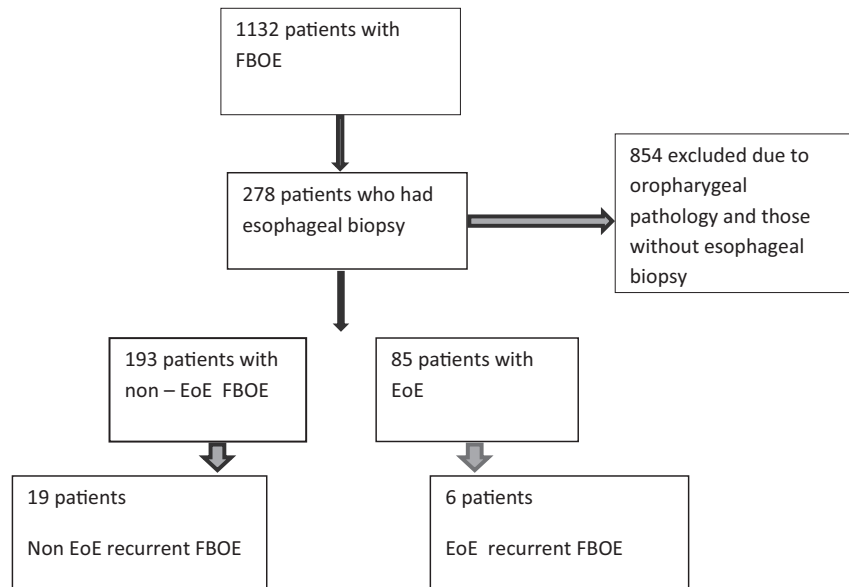 1132 patients with
FBOE
278 patients who had
esophageal biopsy
854 excluded due to
oropharygeal
pathology and those
without esophageal
biopsy
193 patients with
non – EoE FBOE
85 patients with
EoE
19 patients
Non EoE recurrent FBOE
6 patients
EoE recurrent FBOE